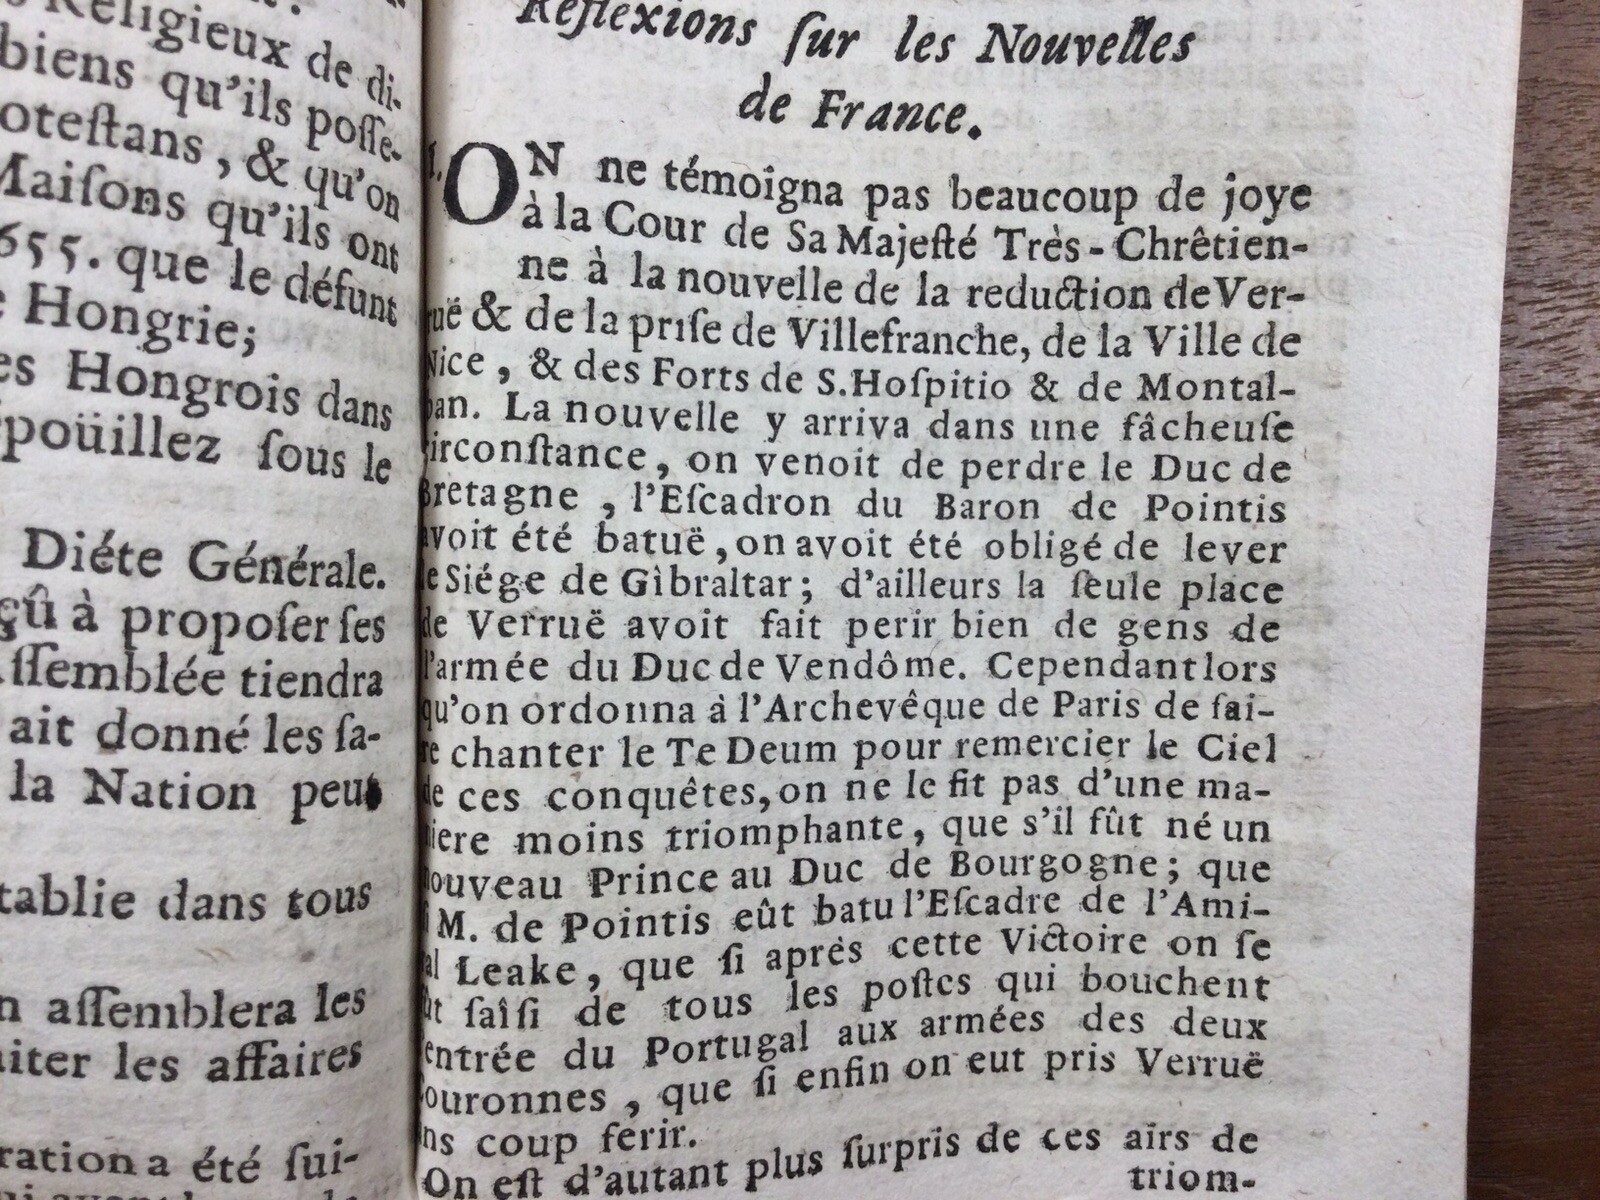 Religieux de di-
biens qu'ils posse-
otestans, & qu'on
Maisons qu'ils ont
655. que le défunt
Hongrie;
es Hongrois dans
poüillez sous le
Diéte Générale.
çû à proposer ses
ssemblée tiendra
ait donné les sa-
la Nation peut
tablie dans tous
n assemblera les
iter les affaires
ration a été sui-
Réflexions sur les Nouvelles
de France.
ON ne témoigna pas beaucoup de joye
à la Cour de Sa Majesté Très-Chrêtien-
ne à la nouvelle de la reduction de Ver-
ruë & de la prise de Villefranche, de la Ville de
Nice, & des Forts de S. Hospitio & de Montal-
ban. La nouvelle y arriva dans une fâcheuse
circonstance, on venoit de perdre le Duc de
Bretagne, l'Escadron du Baron de Pointis
avoit été batuë, on avoit été obligé de lever
le Siége de Gibraltar; d'ailleurs la seule place
de Verruë avoit fait perir bien de gens de
l'armée du Duc de Vendôme. Cependant lors
qu'on ordonna à l'Archevêque de Paris de fai-
re chanter le Te Deum pour remercier le Ciel
de ces conquêtes, on ne le fit pas d'une ma-
niere moins triomphante, que s'il fût né un
nouveau Prince au Duc de Bourgogne; que
si M. de Pointis eût batu l'Escadre de l'Ami-
ral Leake, que si après cette Victoire on se
fût saîsi de tous les postes qui bouchent
l'entrée du Portugal aux armées des deux
Couronnes, que si enfin on eut pris Verruë
sans coup ferir.
On est d'autant plus surpris de ces airs de
triom-